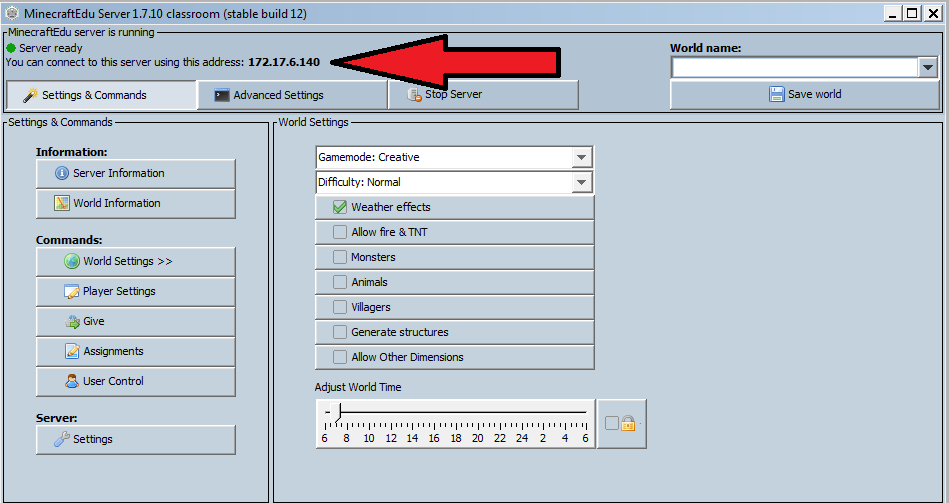 MinecraftEdu Server 1.7.10 classroom (stable build 12)
MinecraftEdu server is running
Server ready
You can connect to this server using this address: 172.17.6.140
World name:
Settings & Commands
Advanced Settings
Stop Server
Save world
Settings & Commands
World Settings
Information:
Server Information
World Information
Commands:
World Settings >>
Player Settings
Give
Assignments
User Control
Server:
Settings
Gamemode: Creative
Difficulty: Normal
Weather effects
Allow fire & TNT
Monsters
Animals
Villagers
Generate structures
Allow Other Dimensions
Adjust World Time
6 8 10 12 14 16 18 20 22 24 2 4 6